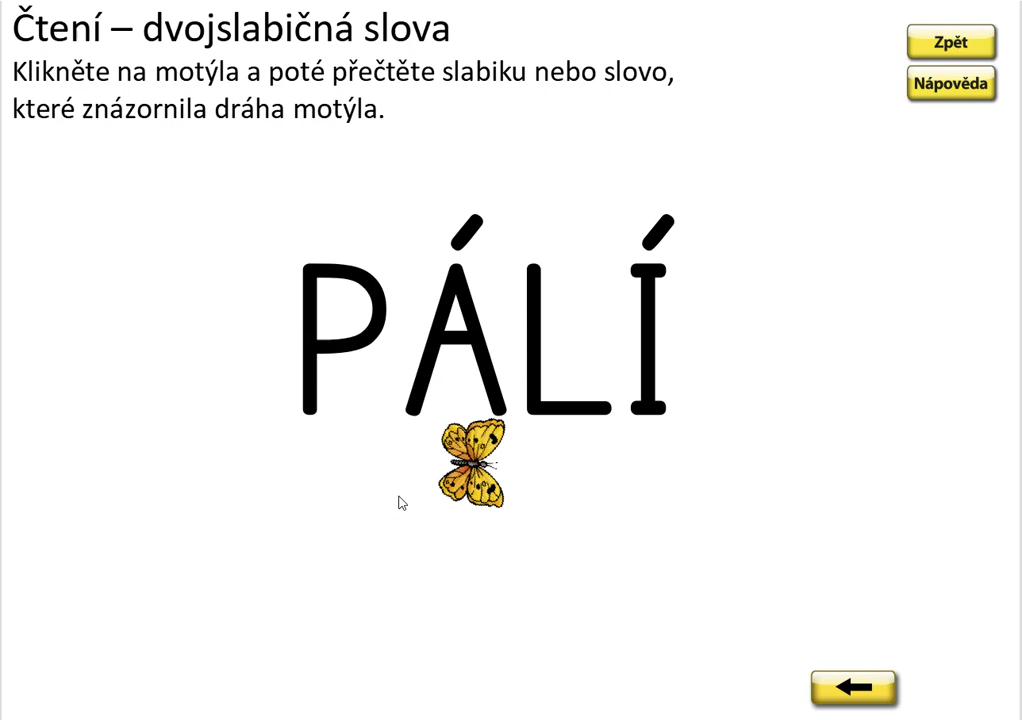 Čtení – dvojslabičná slova
Klikněte na motýla a poté přečtěte slabiku nebo slovo,
které znázornila dráha motýla.
Zpět
Nápověda
PÁLÍ